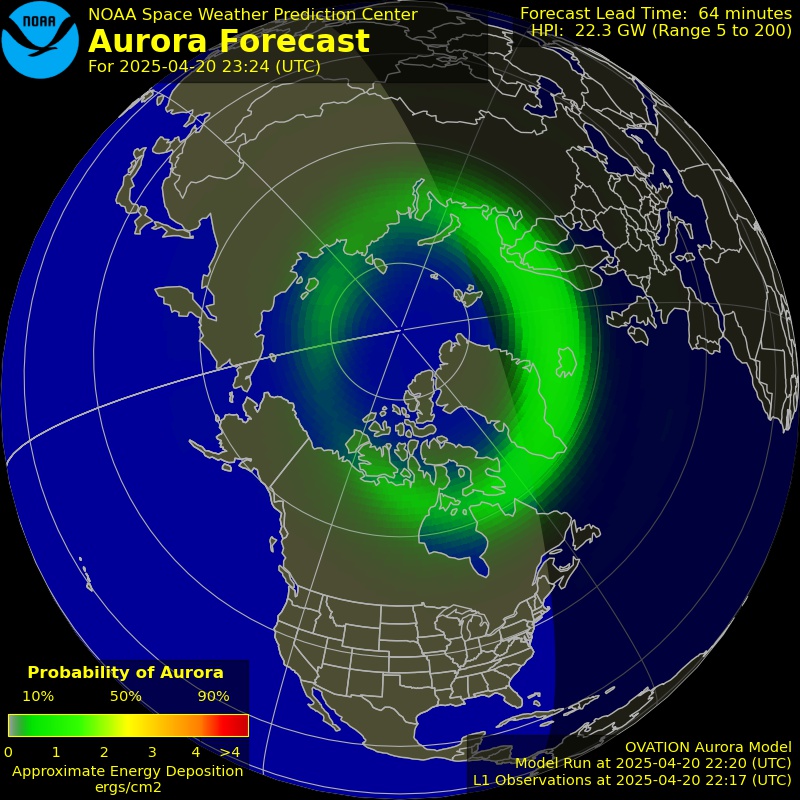 NOAA
NOAA Space Weather Prediction Center
Aurora Forecast
For 2025-04-20 23:24 (UTC)
Forecast Lead Time: 64 minutes
HPI: 22.3 GW (Range 5 to 200)
Probability of Aurora
10% 50% 90%
0 1 2 3 4 >4
Approximate Energy Deposition
ergs/cm2
OVATION Aurora Model
Model Run at 2025-04-20 22:20 (UTC)
L1 Observations at 2025-04-20 22:17 (UTC)